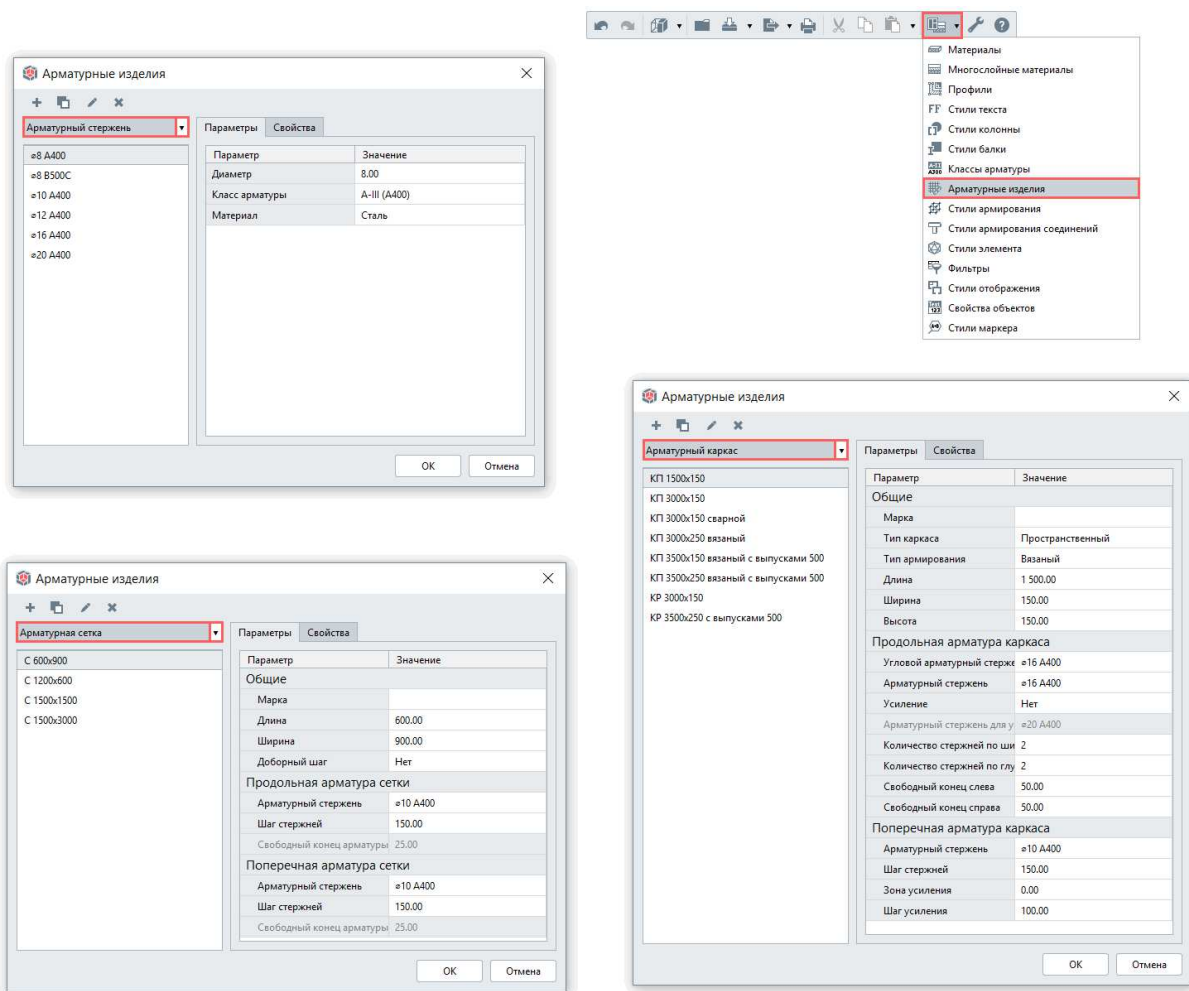 Материалы
Многослойные материалы
Профили
FF Стили текста
Стили колонны
Стили балки
Классы арматуры
Арматурные изделия
Стили армирования
Стили армирования соединений
Стили элемента
Фильтры
Стили отображения
Свойства объектов
Стили маркера
Арматурные изделия
Арматурный стержень
Параметры Свойства
⌀8 A400
⌀8 B500C
⌀10 A400
⌀12 A400
⌀16 A400
⌀20 A400
Параметр Значение
Диаметр 8.00
Класс арматуры A-III (A400)
Материал Сталь
OK Отмена
Арматурные изделия
Арматурная сетка
Параметры Свойства
С 600x900
С 1200x600
С 1500x1500
С 1500x3000
Параметр Значение
Общие
Марка
Длина 600.00
Ширина 900.00
Доборный шаг Нет
Продольная арматура сетки
Арматурный стержень ⌀10 A400
Шаг стержней 150.00
Свободный конец арматуры 25.00
Поперечная арматура сетки
Арматурный стержень ⌀10 A400
Шаг стержней 150.00
Свободный конец арматуры 25.00
OK Отмена
Арматурные изделия
Арматурный каркас
Параметры Свойства
КП 1500x150
КП 3000x150
КП 3000x150 сварной
КП 3000x250 вязаный
КП 3500x150 вязаный с выпусками 500
КП 3500x250 вязаный с выпусками 500
КР 3000x150
КР 3500x250 с выпусками 500
Параметр Значение
Общие
Марка
Тип каркаса Пространственный
Тип армирования Вязаный
Длина 1 500.00
Ширина 150.00
Высота 150.00
Продольная арматура каркаса
Угловой арматурный стерже ⌀16 A400
Арматурный стержень ⌀16 A400
Усиление Нет
Арматурный стержень для у ⌀20 A400
Количество стержней по ши 2
Количество стержней по глу 2
Свободный конец слева 50.00
Свободный конец справа 50.00
Поперечная арматура каркаса
Арматурный стержень ⌀10 A400
Шаг стержней 150.00
Зона усиления 0.00
Шаг усиления 100.00
OK Отмена